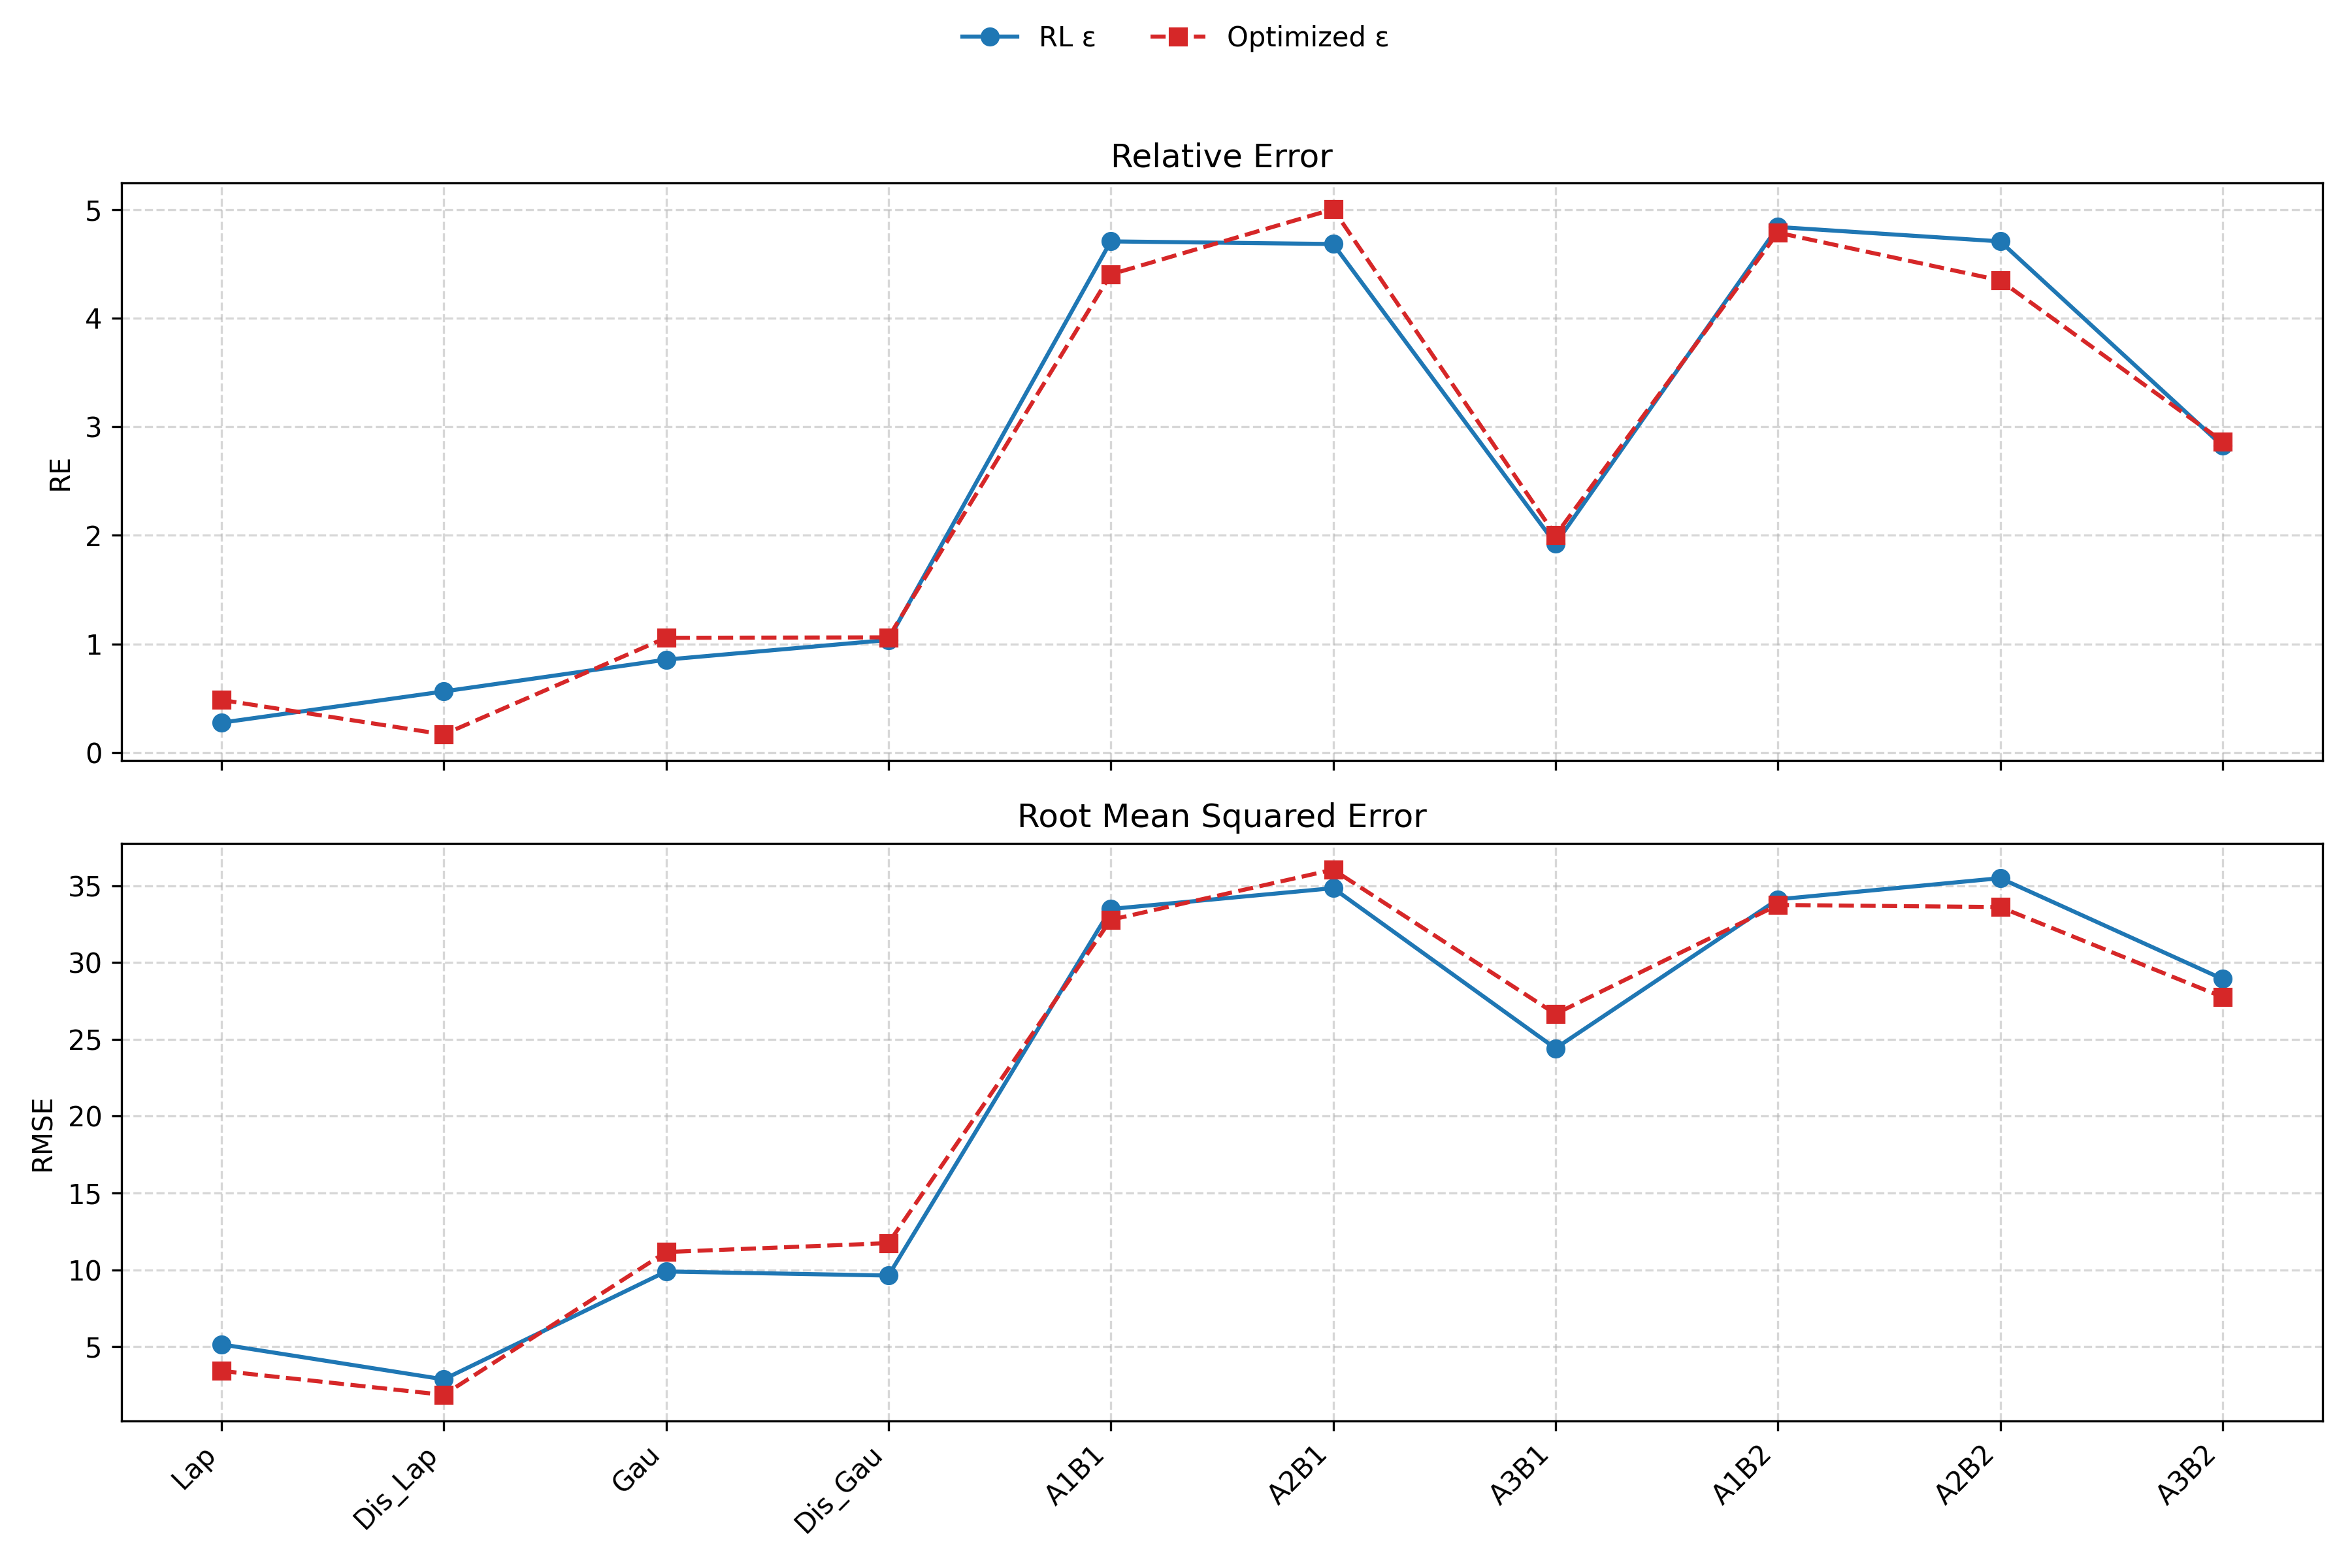 RL ε Optimized ε
Relative Error
5
4
3
2
1
0
RE
Root Mean Squared Error
35
30
25
20
15
10
5
RMSE
Lap Dis_Lap Gau Dis_Gau A1B1 A2B1 A3B1 A1B2 A2B2 A3B2